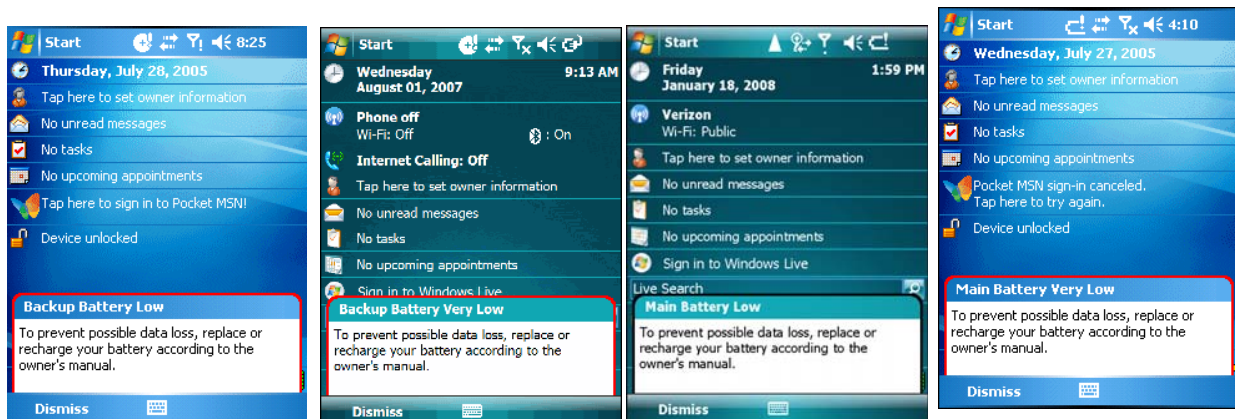 Start 8:25
Thursday, July 28, 2005
Tap here to set owner information
No unread messages
No tasks
No upcoming appointments
Tap here to sign in to Pocket MSN!
Device unlocked
Backup Battery Low
To prevent possible data loss, replace or
recharge your battery according to the
owner's manual.
Dismiss
Start
Wednesday 9:13 AM
August 01, 2007
Phone off
Wi-Fi: Off : On
Internet Calling: Off
Tap here to set owner information
No unread messages
No tasks
No upcoming appointments
Sign in to Windows Live
Backup Battery Very Low
To prevent possible data loss, replace or
recharge your battery according to the
owner's manual.
Dismiss
Start
Friday 1:59 PM
January 18, 2008
Verizon
Wi-Fi: Public
Tap here to set owner information
No unread messages
No tasks
No upcoming appointments
Sign in to Windows Live
Live Search
Main Battery Low
To prevent possible data loss, replace or
recharge your battery according to the
owner's manual.
Dismiss
Start 4:10
Wednesday, July 27, 2005
Tap here to set owner information
No unread messages
No tasks
No upcoming appointments
Pocket MSN sign-in canceled.
Tap here to try again.
Device unlocked
Main Battery Very Low
To prevent possible data loss, replace or
recharge your battery according to the
owner's manual.
Dismiss